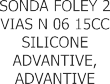 SONDA FOLEY 2
VIAS N 06 15CC
SILICONE
ADVANTIVE,
ADVANTIVE